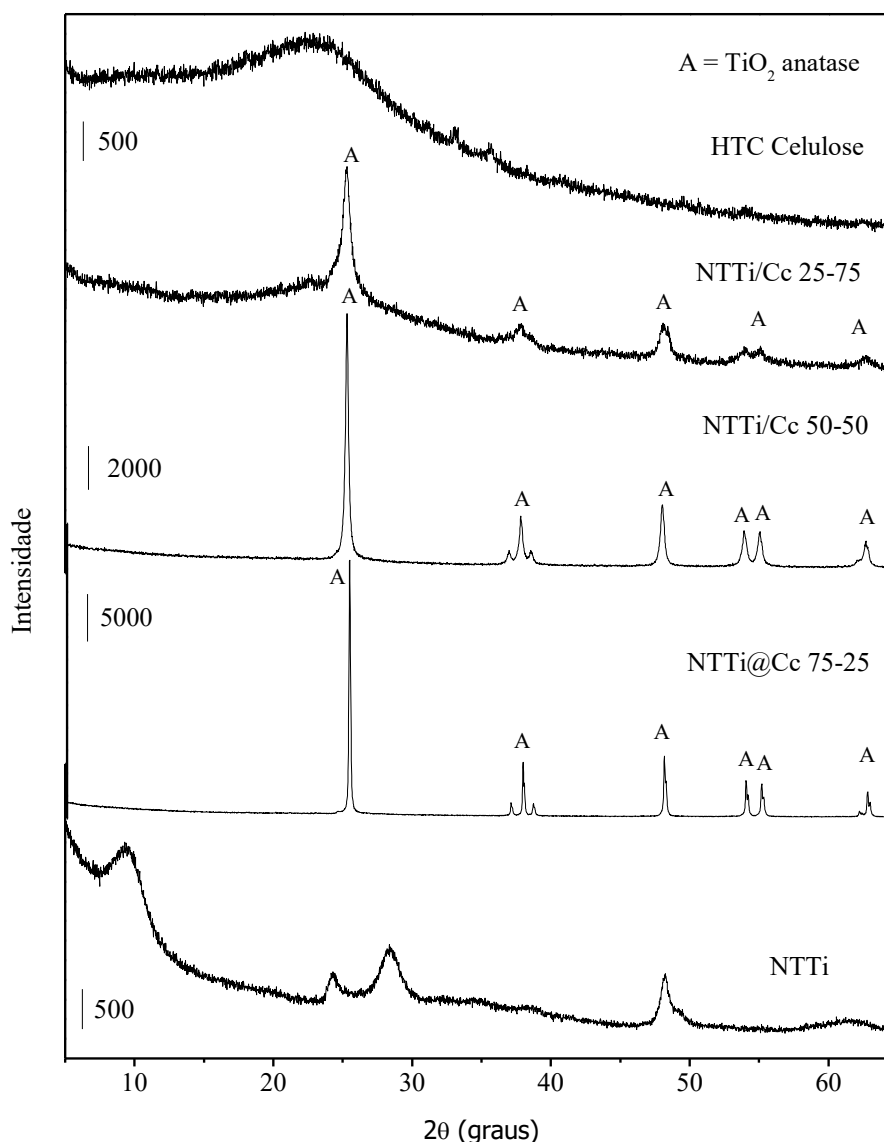 A = TiO₂ anatase
500
HTC Celulose
A
NTTi/Cc 25-75
A
A
A
A
A
NTTi/Cc 50-50
2000
A
A
A
A
A
Intensidade
A
5000
NTTi@Cc 75-25
A
A
A
A
A
NTTi
500
10
20
30
40
50
60
2θ (graus)